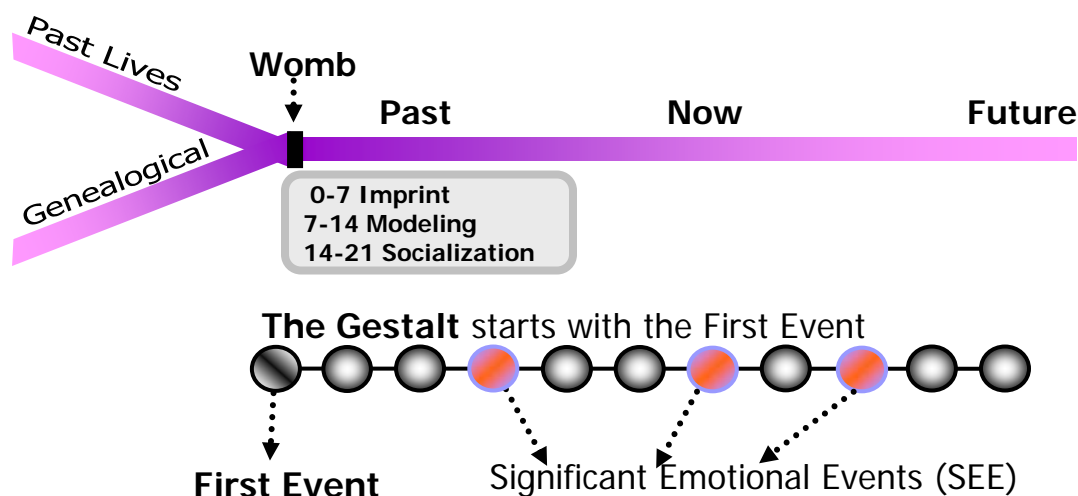 Past Lives
Womb
Past Now Future
Genealogical
0-7 Imprint
7-14 Modeling
14-21 Socialization
The Gestalt starts with the First Event
First Event
Significant Emotional Events (SEE)